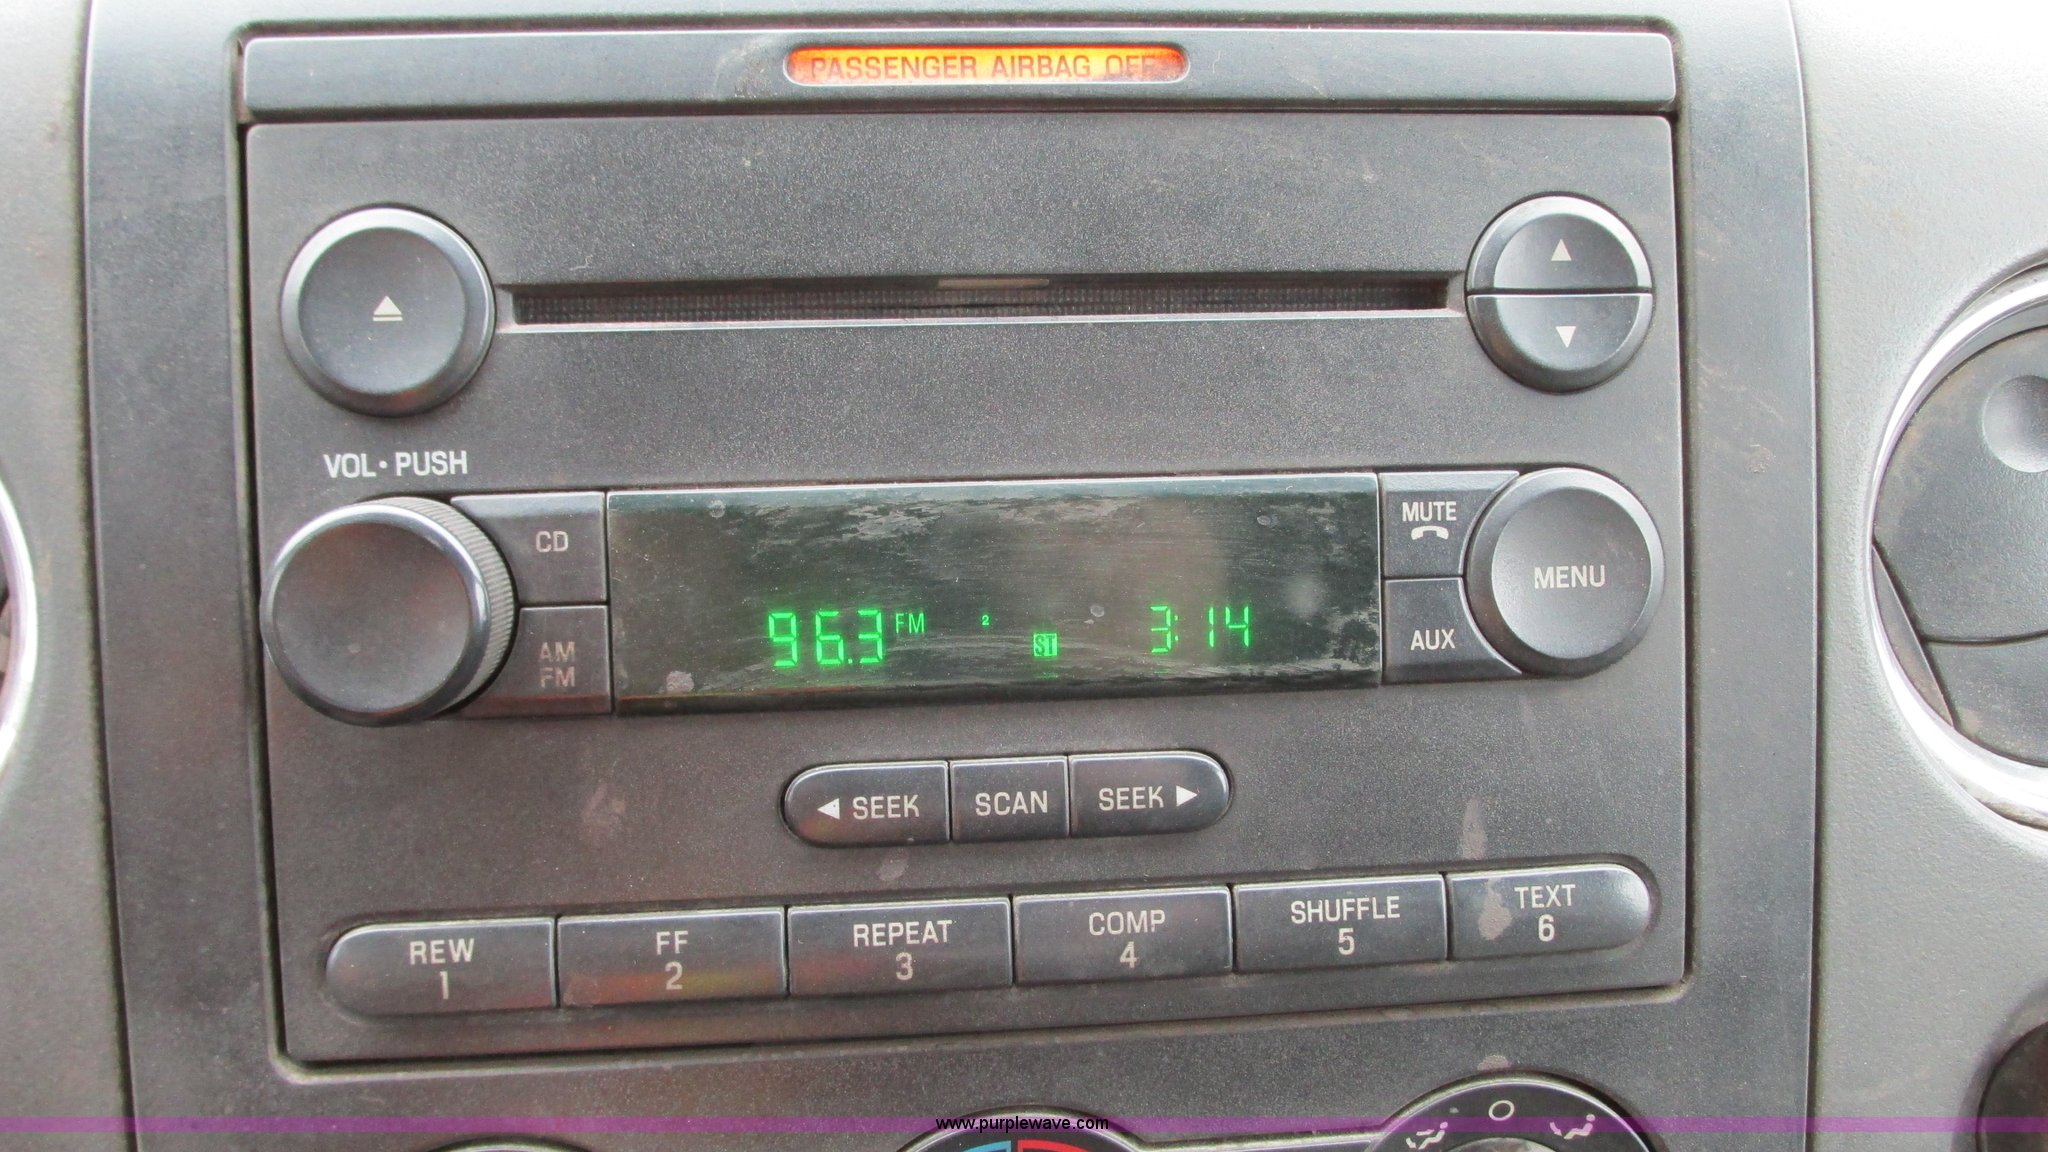 PASSENGER AIRBAG OFF
VOL• PUSH
CD
AM
FM
96.3 FM 2 ST 3:14
MUTE
MENU
AUX
◀ SEEK SCAN SEEK ▶
REW
1
FF
2
REPEAT
3
COMP
4
SHUFFLE
5
TEXT
6
www.purplewave.com